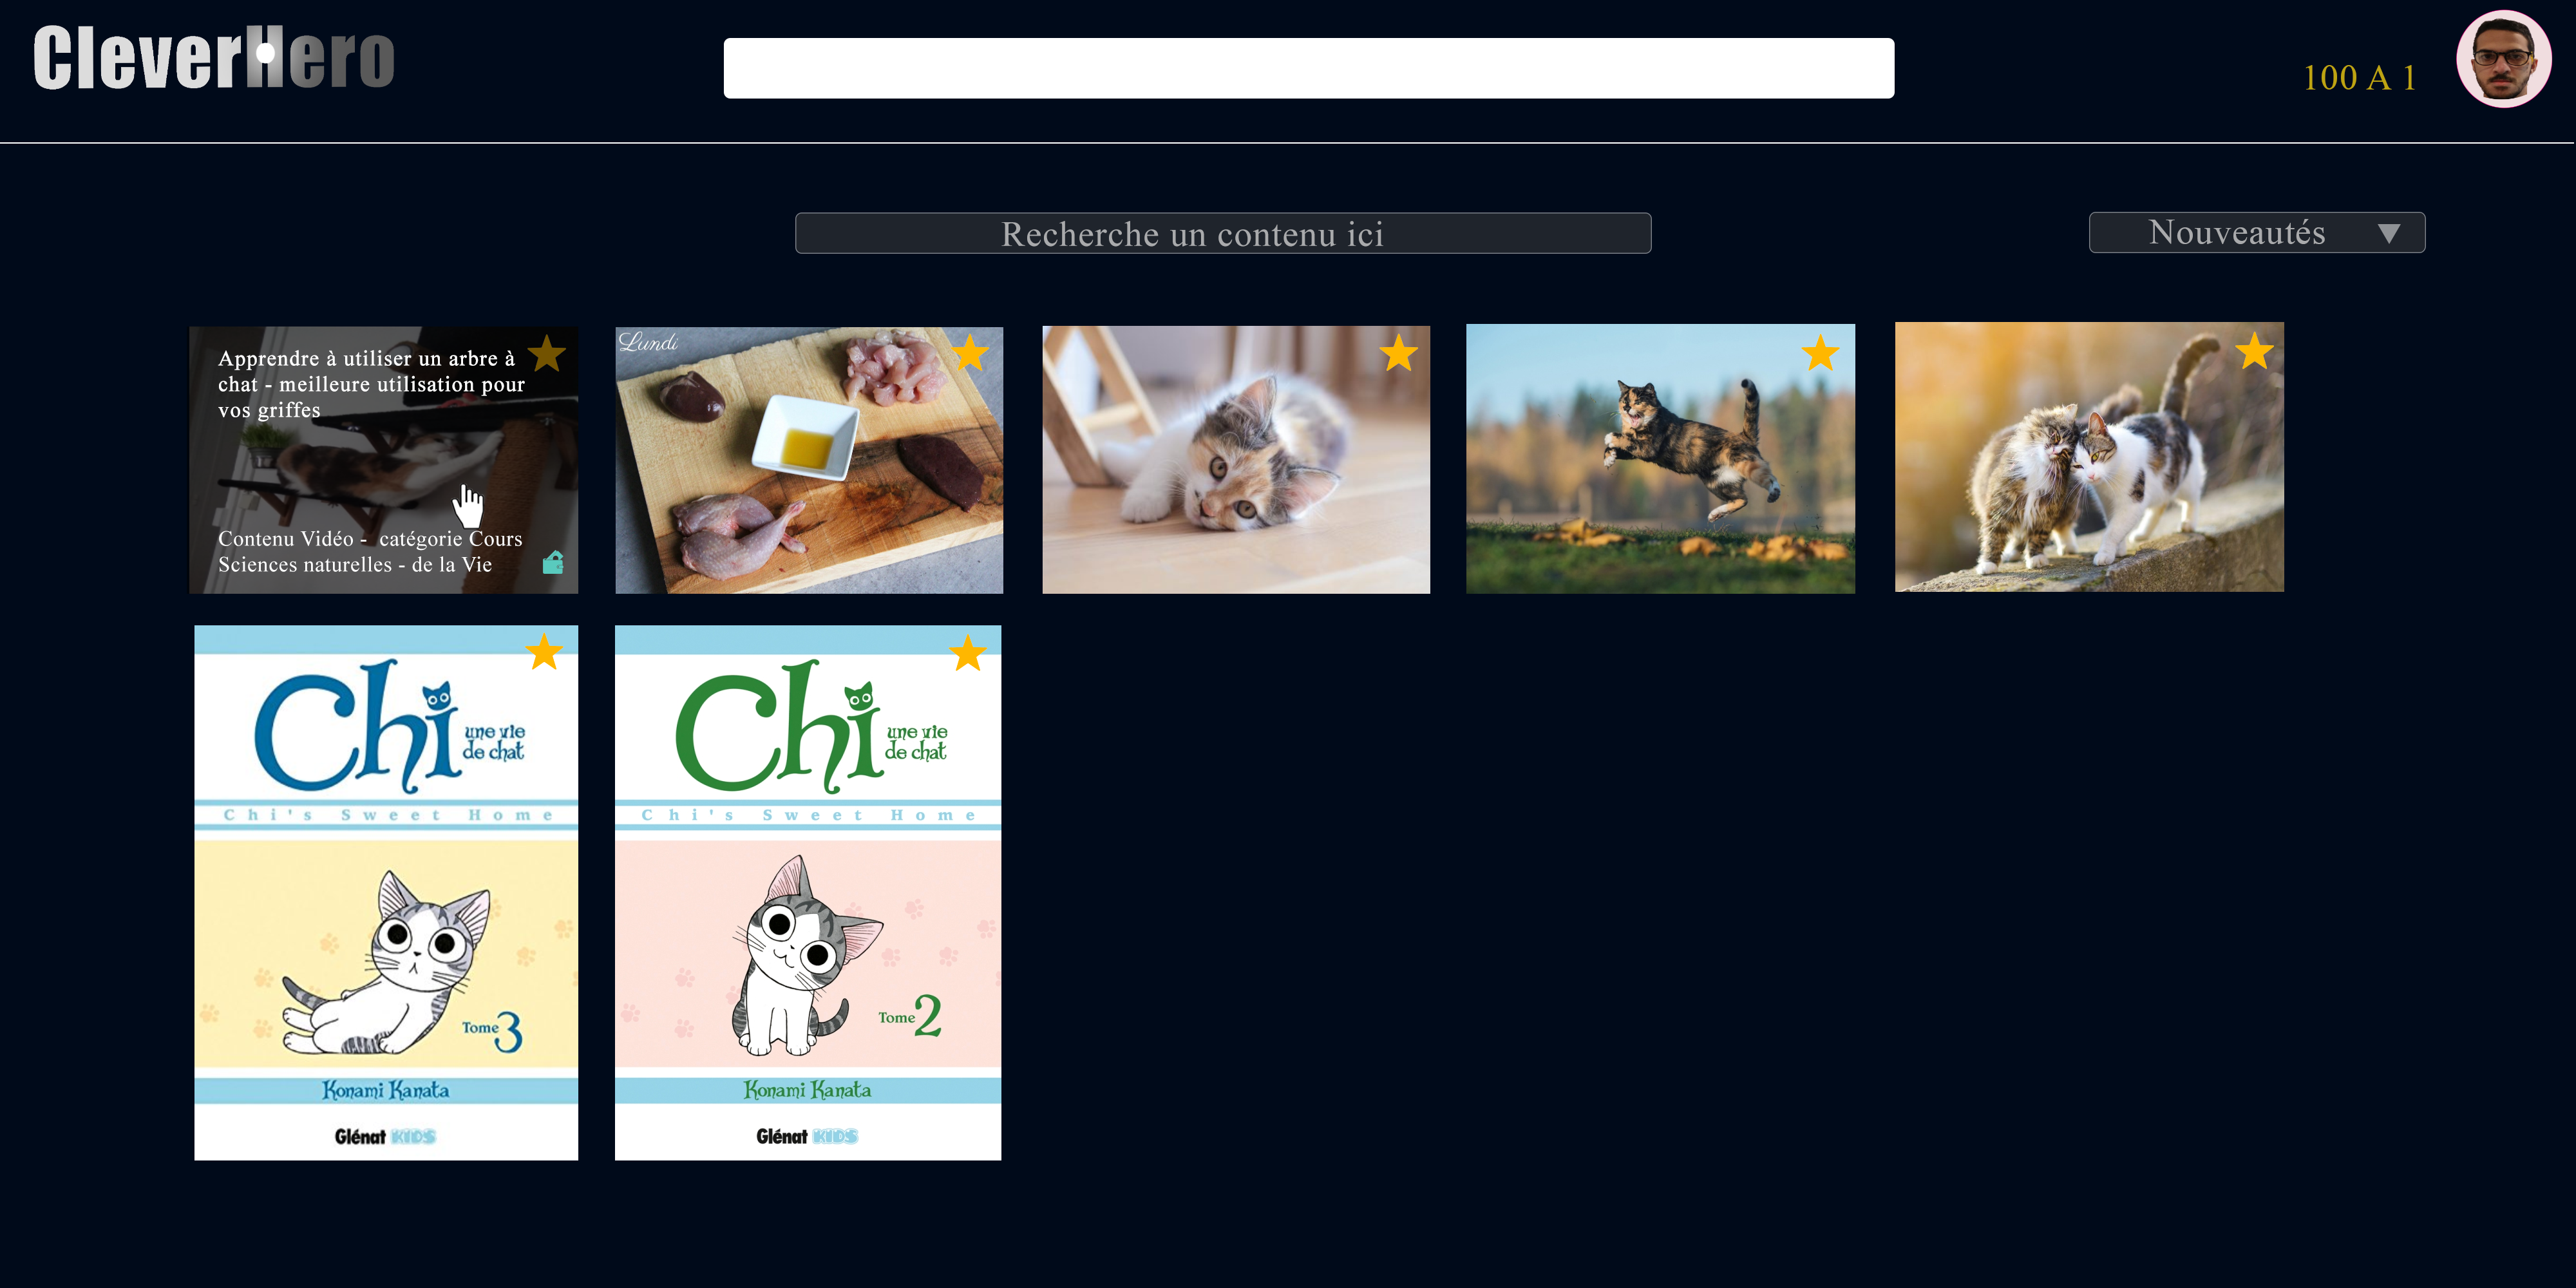 CleverHero
100 A 1
Recherche un contenu ici
Nouveautés
Apprendre à utiliser un arbre à
chat - meilleure utilisation pour
vos griffes
Contenu Vidéo - catégorie Cours
Sciences naturelles - de la Vie
Lundi
Chi
une vie
de chat
Chi's Sweet Home
Tome 3
Konami Kanata
Glénat KIDS
Chi
une vie
de chat
Chi's Sweet Home
Tome 2
Konami Kanata
Glénat KIDS